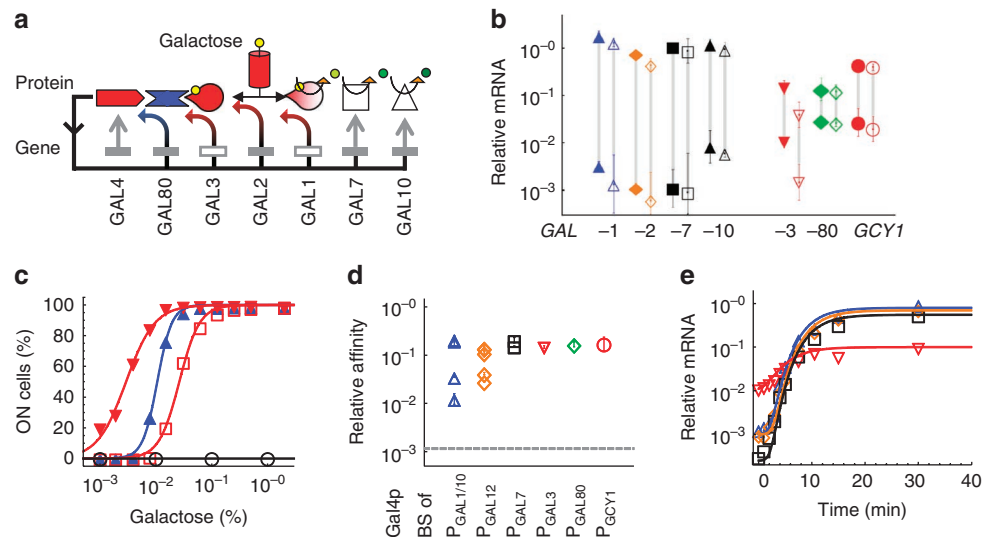 a
Galactose
Protein
Gene
GAL4
GAL80
GAL3
GAL2
GAL1
GAL7
GAL10
b
Relative mRNA
10⁻⁰
10⁻¹
10⁻²
10⁻³
GAL –1 –2 –7 –10 –3 –80 GCY1
c
ON cells (%)
100
80
60
40
20
0
10⁻³ 10⁻² 10⁻¹ 10⁻⁰
Galactose (%)
d
Relative affinity
10⁻⁰
10⁻¹
10⁻²
10⁻³
Gal4p
BS of
P_GAL1/10
P_GAL12
P_GAL7
P_GAL3
P_GAL80
P_GCY1
e
Relative mRNA
10⁻⁰
10⁻¹
10⁻²
10⁻³
0 10 20 30 40
Time (min)